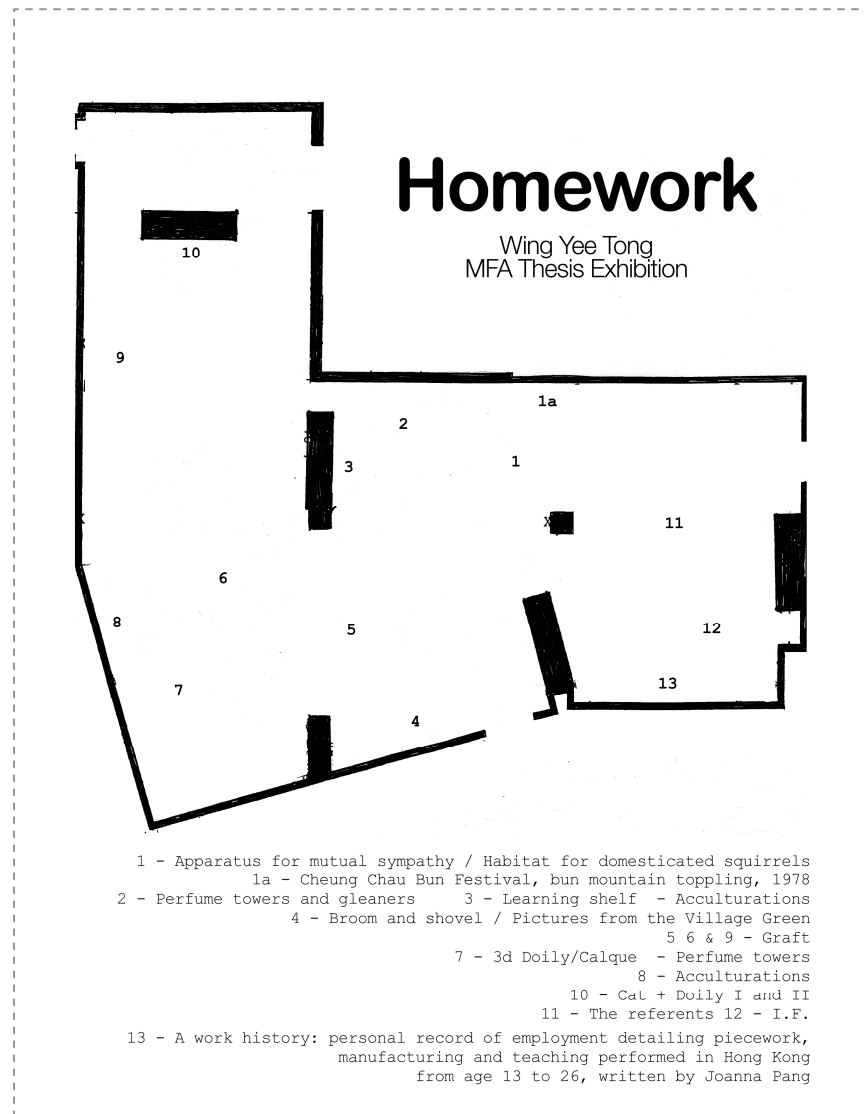 Homework
Wing Yee Tong
MFA Thesis Exhibition
10
9
1a
2
1
3
X
11
6
8
5
12
7
13
4
1 - Apparatus for mutual sympathy / Habitat for domesticated squirrels
1a - Cheung Chau Bun Festival, bun mountain toppling, 1978
2 - Perfume towers and gleaners 3 - Learning shelf - Acculturations
4 - Broom and shovel / Pictures from the Village Green
5 6 & 9 - Graft
7 - 3d Doily/Calque - Perfume towers
8 - Acculturations
10 - Cat + Doily I and II
11 - The referents 12 - I.F.
13 - A work history: personal record of employment detailing piecework,
manufacturing and teaching performed in Hong Kong
from age 13 to 26, written by Joanna Pang